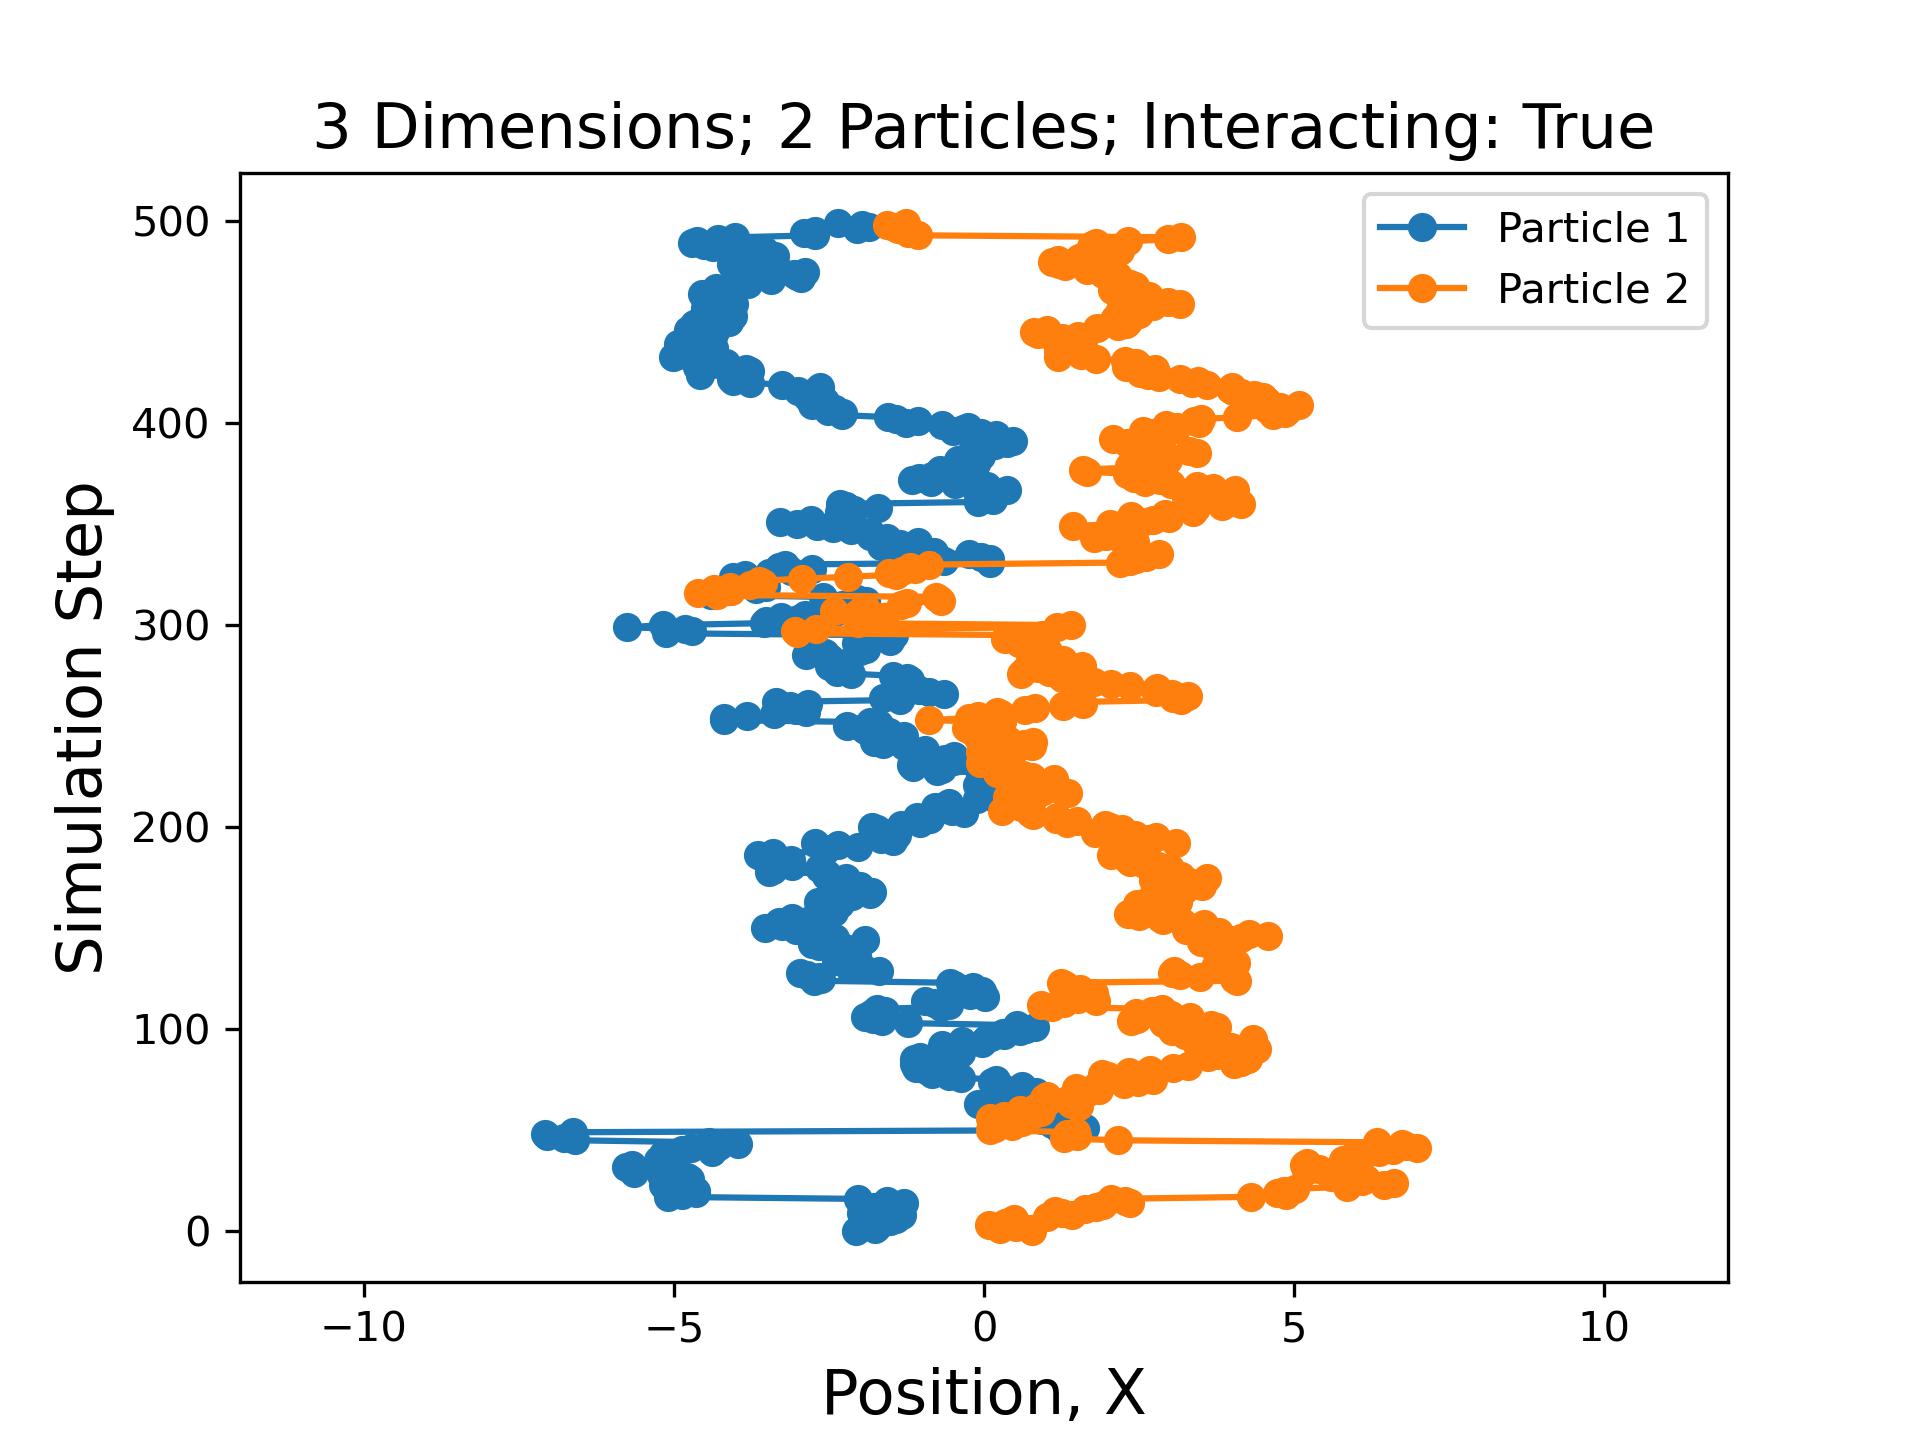 3 Dimensions; 2 Particles; Interacting: True
Particle 1
Particle 2
500
400
300
200
100
0
Simulation Step
−10
−5
0
5
10
Position, X